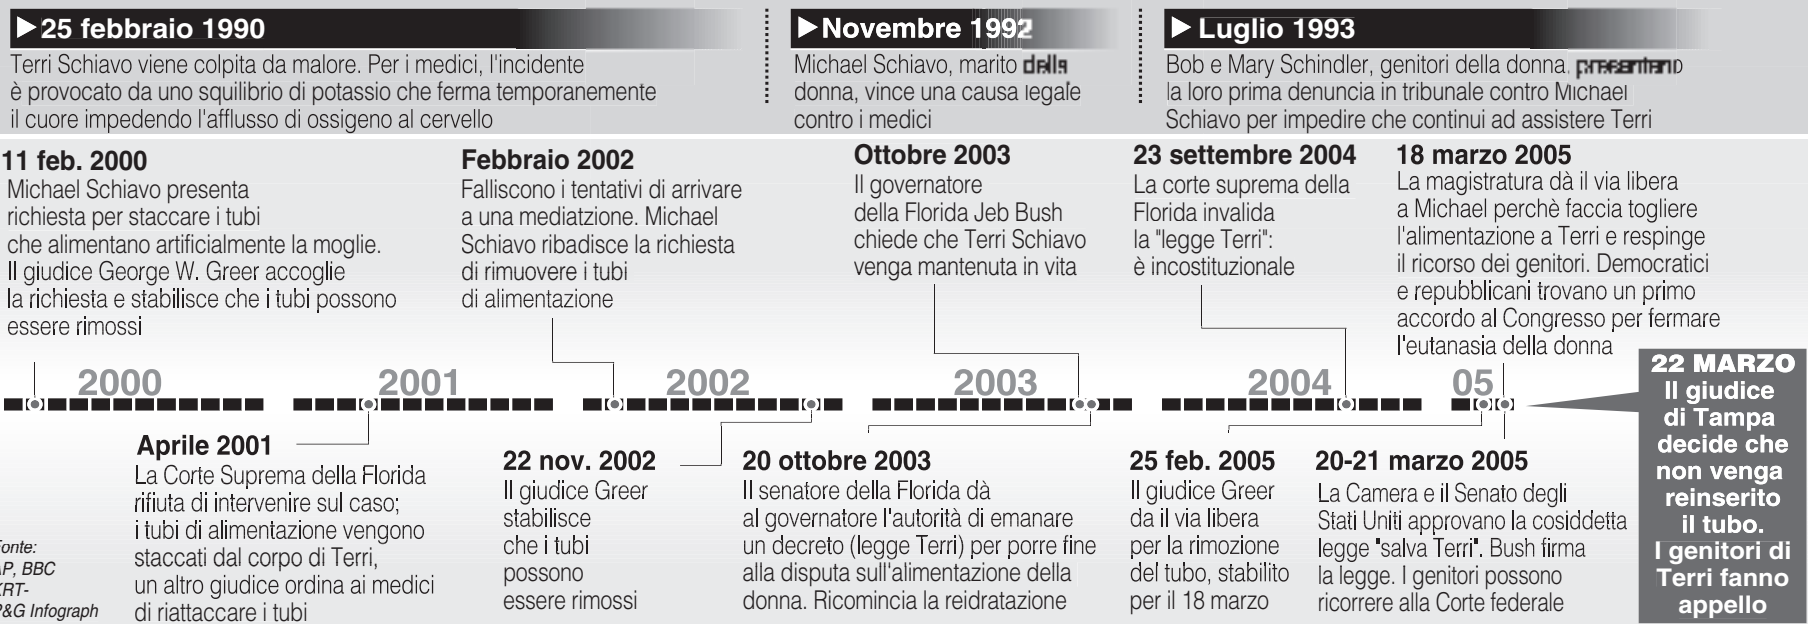 25 febbraio 1990
Terri Schiavo viene colpita da malore. Per i medici, l'incidente
è provocato da uno squilibrio di potassio che ferma temporanemente
il cuore impedendo l'afflusso di ossigeno al cervello
Novembre 1992
Michael Schiavo, marito della
donna, vince una causa legale
contro i medici
Luglio 1993
Bob e Mary Schindler, genitori della donna, presentano
la loro prima denuncia in tribunale contro Michael
Schiavo per impedire che continui ad assistere Terri
11 feb. 2000
Michael Schiavo presenta
richiesta per staccare i tubi
che alimentano artificialmente la moglie.
Il giudice George W. Greer accoglie
la richiesta e stabilisce che i tubi possono
essere rimossi
Febbraio 2002
Falliscono i tentativi di arrivare
a una mediatzione. Michael
Schiavo ribadisce la richiesta
di rimuovere i tubi
di alimentazione
Ottobre 2003
Il governatore
della Florida Jeb Bush
chiede che Terri Schiavo
venga mantenuta in vita
23 settembre 2004
La corte suprema della
Florida invalida
la "legge Terri":
è incostituzionale
18 marzo 2005
La magistratura dà il via libera
a Michael perchè faccia togliere
l'alimentazione a Terri e respinge
il ricorso dei genitori. Democratici
e repubblicani trovano un primo
accordo al Congresso per fermare
l'eutanasia della donna
2000
2001
2002
2003
2004
05
Aprile 2001
La Corte Suprema della Florida
rifiuta di intervenire sul caso;
i tubi di alimentazione vengono
staccati dal corpo di Terri,
un altro giudice ordina ai medici
di riattaccare i tubi
22 nov. 2002
Il giudice Greer
stabilisce
che i tubi
possono
essere rimossi
20 ottobre 2003
Il senatore della Florida dà
al governatore l'autorità di emanare
un decreto (legge Terri) per porre fine
alla disputa sull'alimentazione della
donna. Ricomincia la reidratazione
25 feb. 2005
Il giudice Greer
da il via libera
per la rimozione
del tubo, stabilito
per il 18 marzo
20-21 marzo 2005
La Camera e il Senato degli
Stati Uniti approvano la cosiddetta
legge "salva Terri". Bush firma
la legge. I genitori possono
ricorrere alla Corte federale
22 MARZO
Il giudice
di Tampa
decide che
non venga
reinserito
il tubo.
I genitori di
Terri fanno
appello
onte:
P, BBC
RT-
&G Infograph